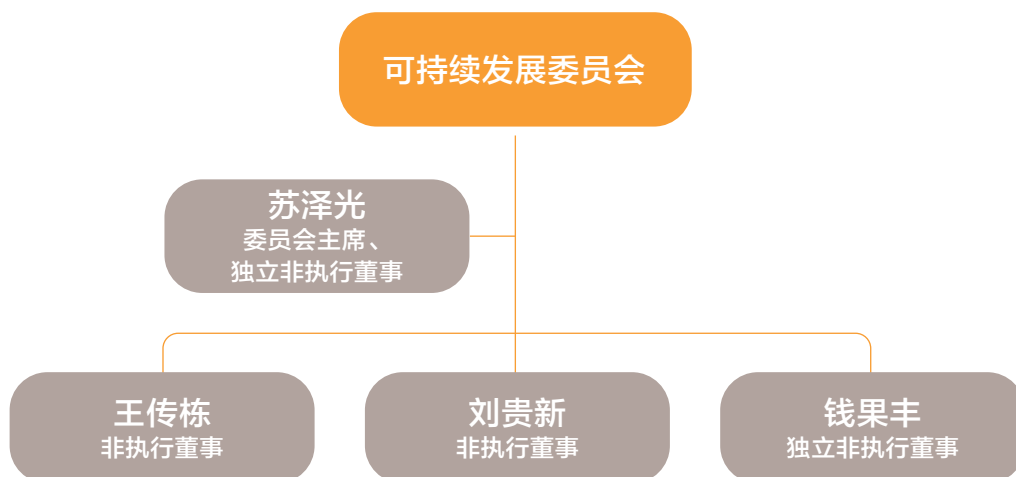 可持续发展委员会
苏泽光
委员会主席、
独立非执行董事
王传栋
非执行董事
刘贵新
非执行董事
钱果丰
独立非执行董事